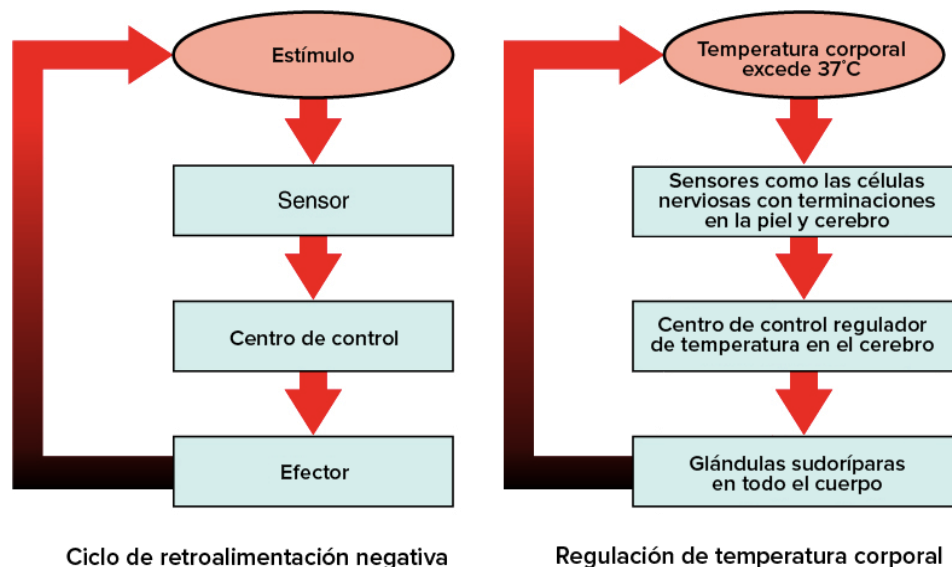 Estímulo
Sensor
Centro de control
Efector
Ciclo de retroalimentación negativa
Temperatura corporal
excede 37°C
Sensores como las células
nerviosas con terminaciones
en la piel y cerebro
Centro de control regulador
de temperatura en el cerebro
Glándulas sudoríparas
en todo el cuerpo
Regulación de temperatura corporal